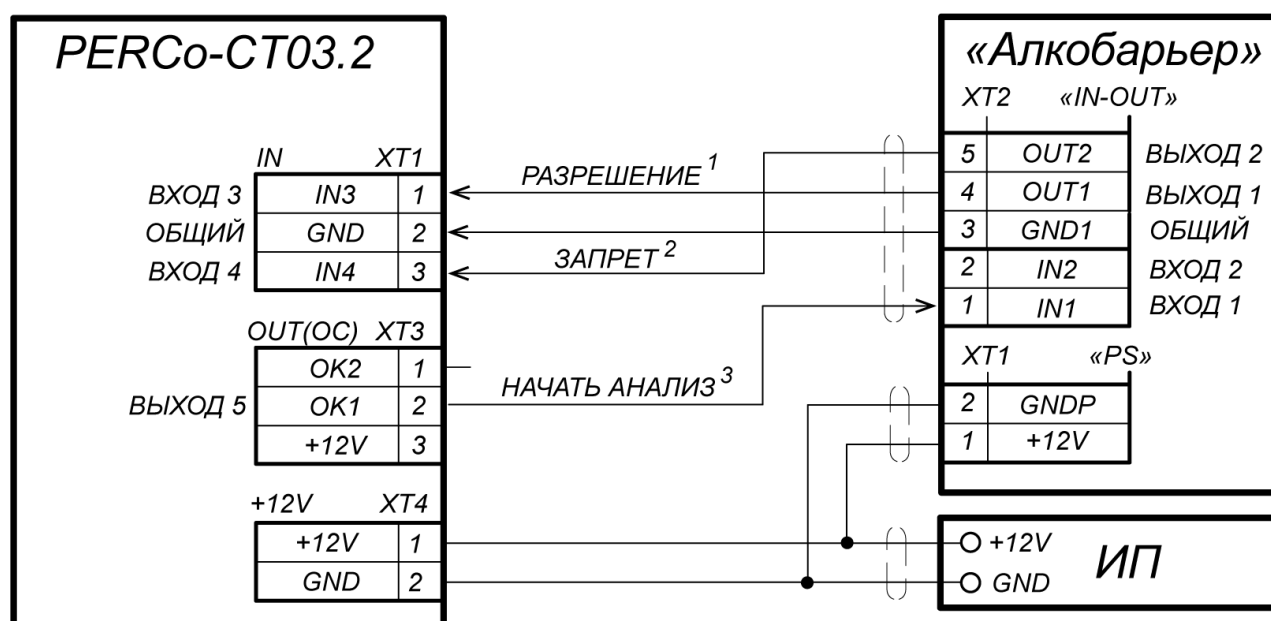 PERCo-CT03.2
IN XT1
ВХОД 3 IN3 1
ОБЩИЙ GND 2
ВХОД 4 IN4 3
OUT(OC) XT3
OK2 1
ВЫХОД 5 OK1 2
+12V 3
+12V XT4
+12V 1
GND 2
РАЗРЕШЕНИЕ 1
ЗАПРЕТ 2
НАЧАТЬ АНАЛИЗ 3
«Алкобарьер»
XT2 «IN-OUT»
5 OUT2 ВЫХОД 2
4 OUT1 ВЫХОД 1
3 GND1 ОБЩИЙ
2 IN2 ВХОД 2
1 IN1 ВХОД 1
XT1 «PS»
2 GNDP
1 +12V
+12V ИП
GND